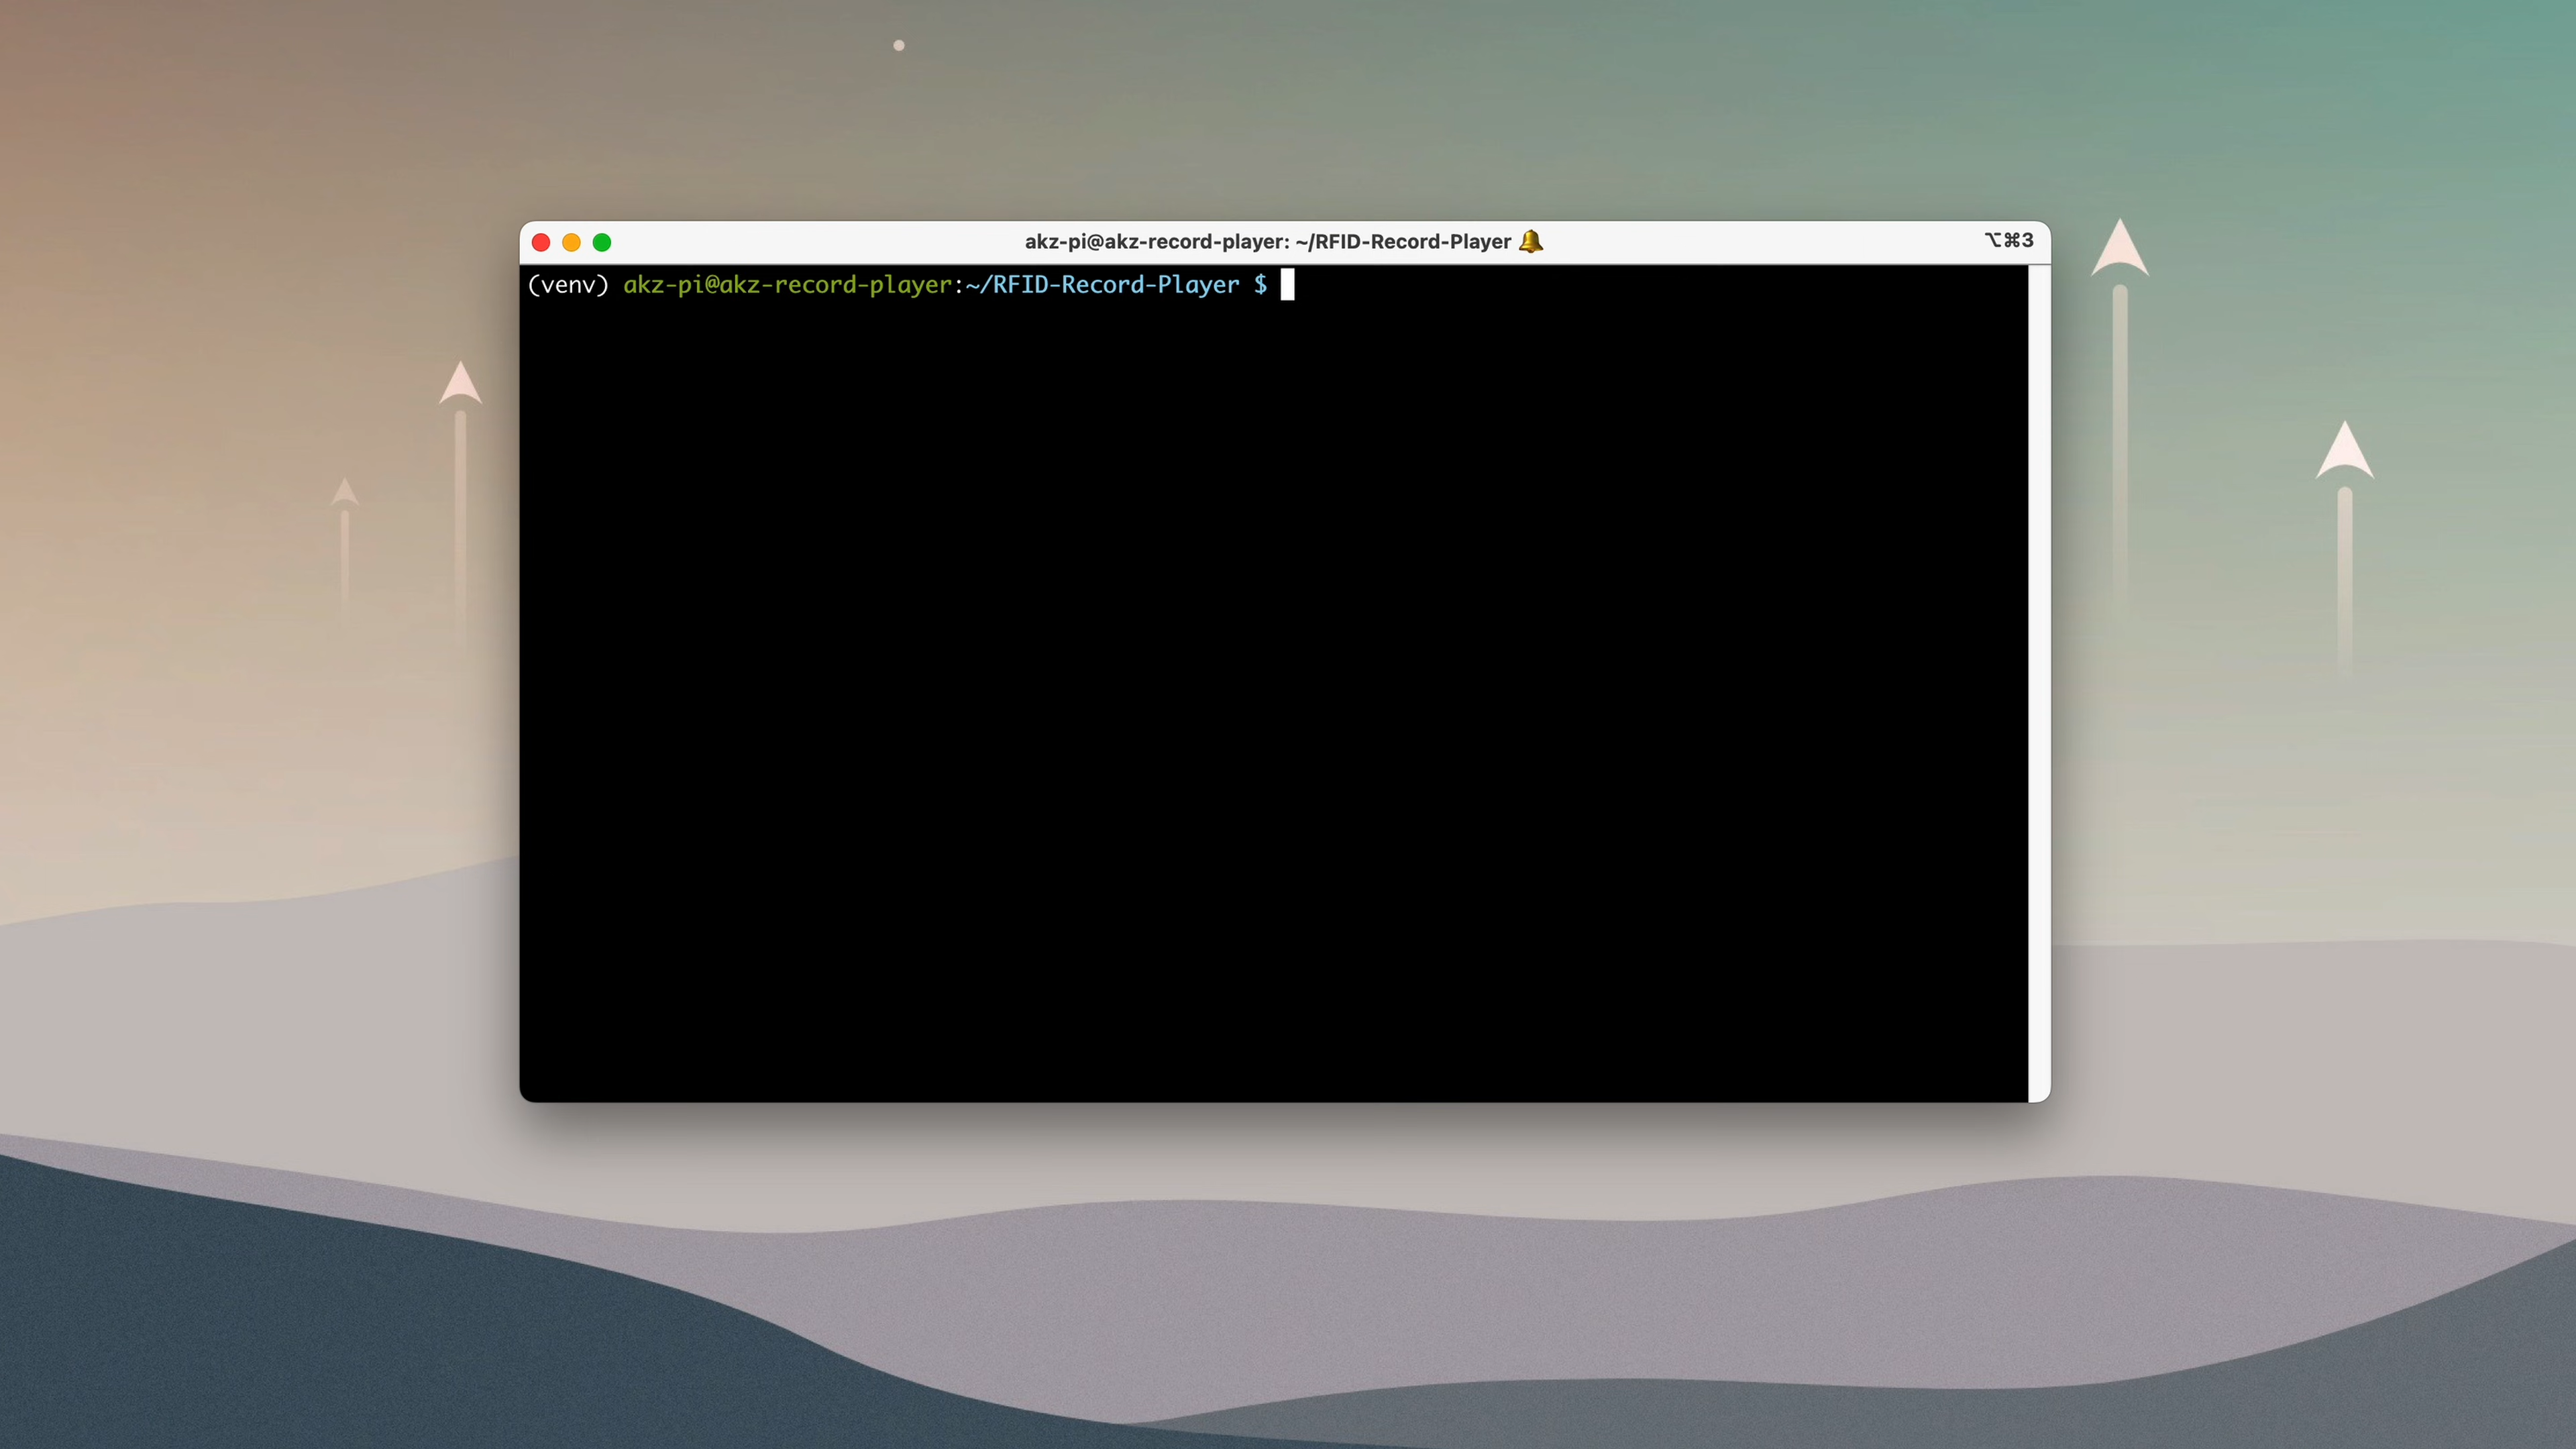 akz-pi@akz-record-player: ~/RFID-Record-Player 🔔
⌥⌘3
(venv) akz-pi@akz-record-player:~/RFID-Record-Player $